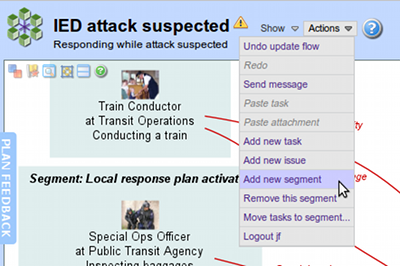 IED attack suspected
Show
Actions
Responding while attack suspected
Undo update flow
Redo
Send message
Paste task
Paste attachment
Add new task
Add new issue
Add new segment
Remove this segment
Move tasks to segment...
Logout jf
PLAN FEEDBACK
Train Conductor
at Transit Operations
Conducting a train
Segment: Local response plan activat
Special Ops Officer
at Public Transit Agency
Inspecting baggages